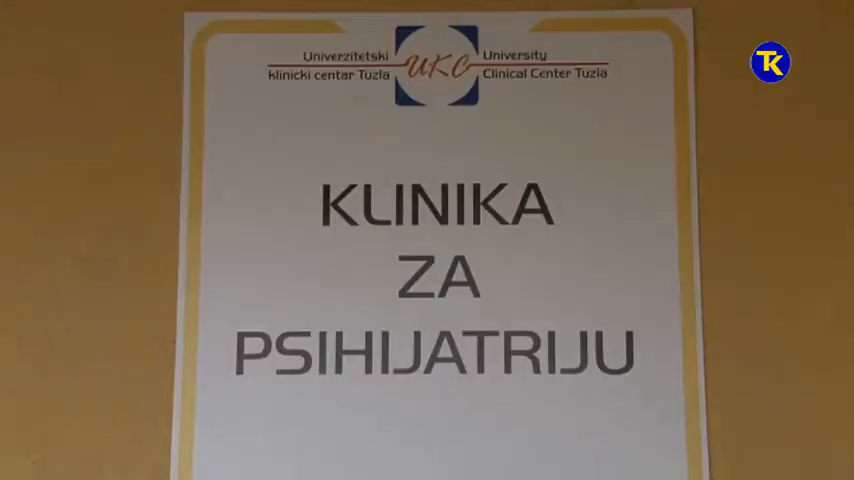 Univerzitetski
klinicki centar Tuzla
UKC
University
Clinical Center Tuzla
TK
KLINIKA
ZA
PSIHIJATRIJU